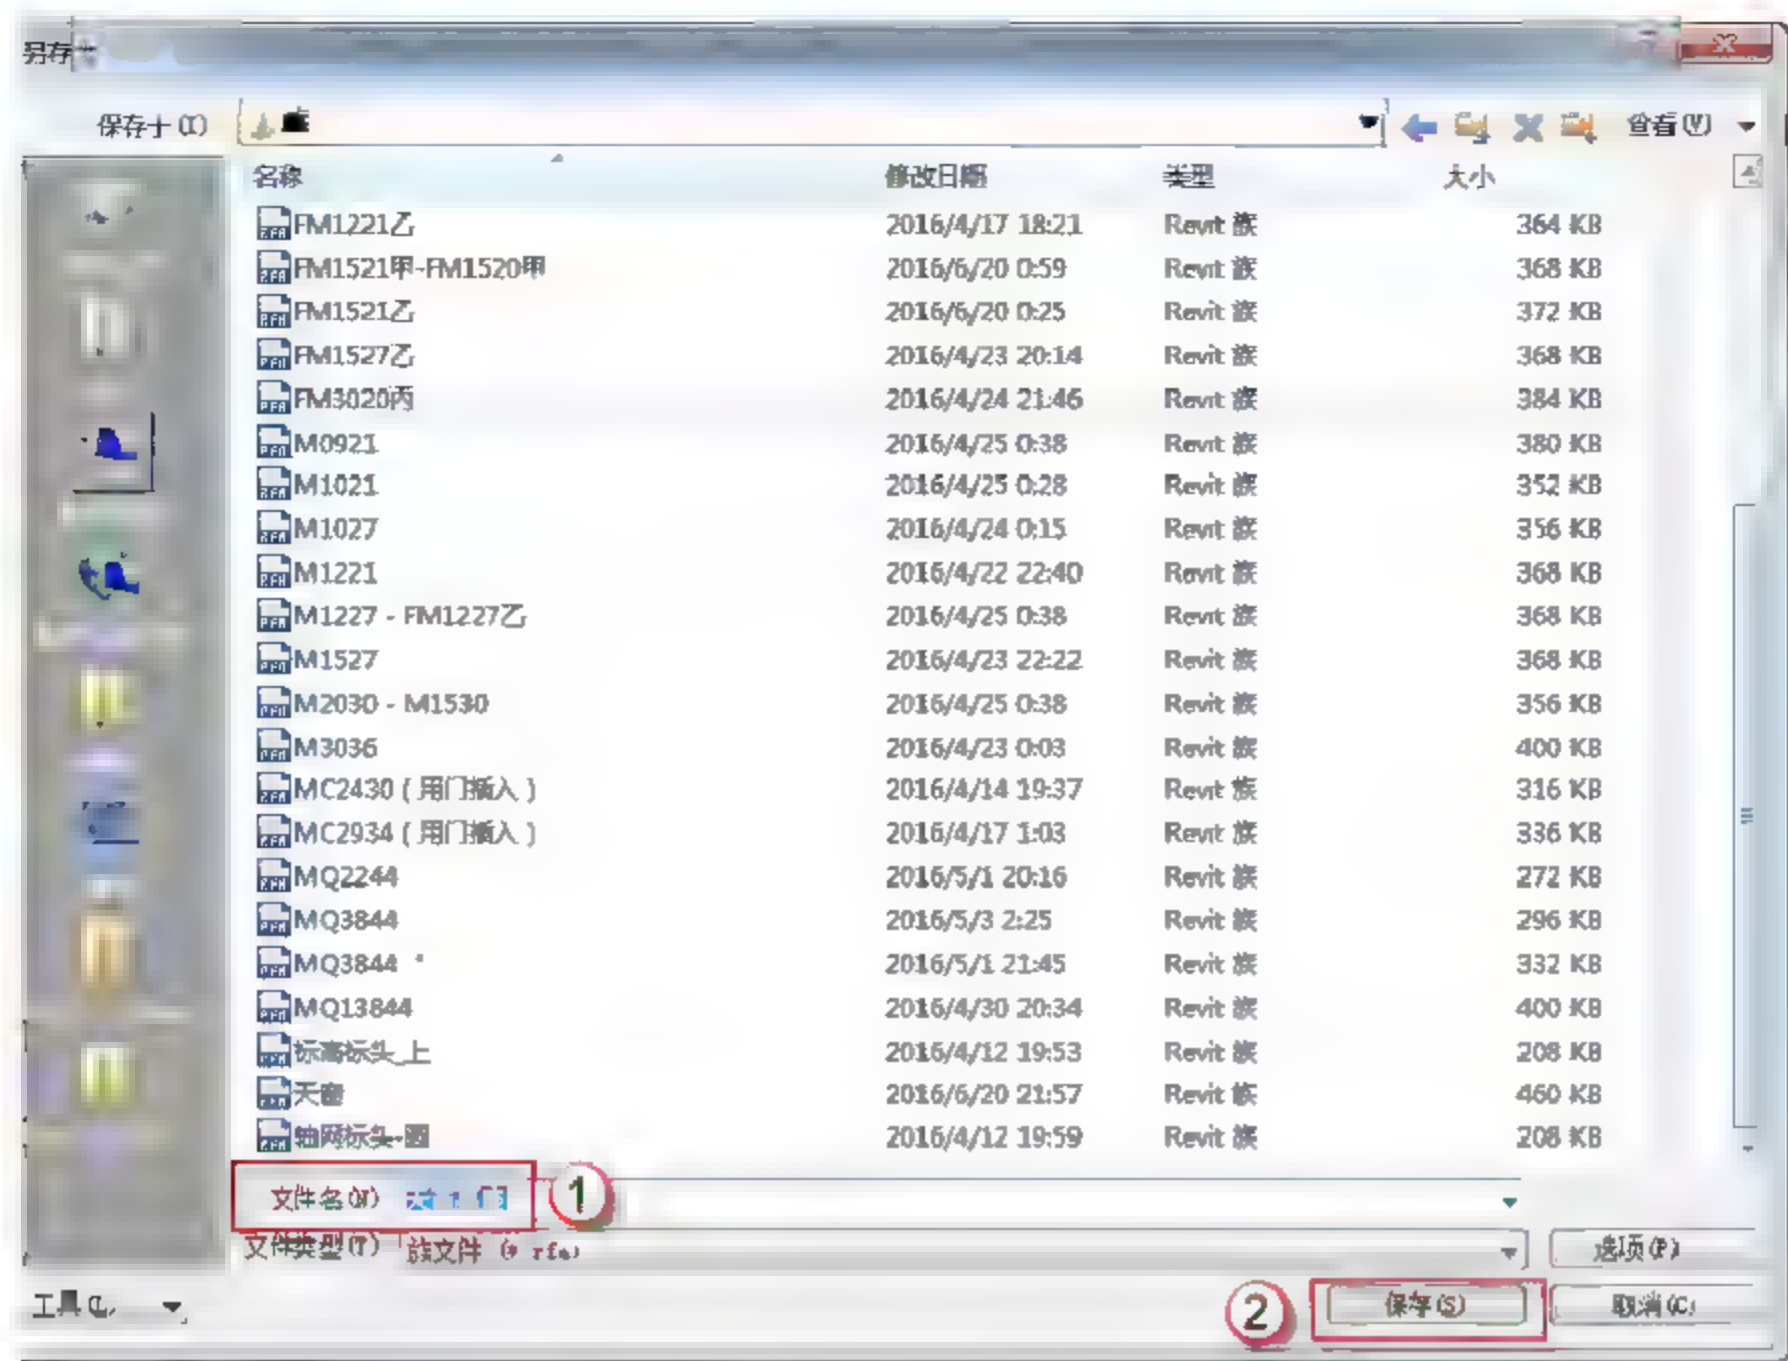 另存
保存于(I) 查看(V)
名称 修改日期 类型 大小
FM1221乙 2016/4/17 18:21 Revit 族 364 KB
FM1521甲-FM1520甲 2016/6/20 0:59 Revit 族 368 KB
FM1521乙 2016/6/20 0:25 Revit 族 372 KB
FM1527乙 2016/4/23 20:14 Revit 族 368 KB
FM3020丙 2016/4/24 21:46 Revit 族 384 KB
M0921 2016/4/25 0:38 Revit 族 380 KB
M1021 2016/4/25 0:28 Revit 族 352 KB
M1027 2016/4/24 0:15 Revit 族 356 KB
M1221 2016/4/22 22:40 Revit 族 368 KB
M1227 - FM1227乙 2016/4/25 0:38 Revit 族 368 KB
M1527 2016/4/23 22:22 Revit 族 368 KB
M2030 - M1530 2016/4/25 0:38 Revit 族 356 KB
M3036 2016/4/23 0:03 Revit 族 400 KB
MC2430 ( 用门插入 ) 2016/4/14 19:37 Revit 族 316 KB
MC2934 ( 用门插入 ) 2016/4/17 1:03 Revit 族 336 KB
MQ2244 2016/5/1 20:16 Revit 族 272 KB
MQ3844 2016/5/3 2:25 Revit 族 296 KB
MQ3844 2016/5/1 21:45 Revit 族 332 KB
MQ13844 2016/4/30 20:34 Revit 族 400 KB
标高标头_上 2016/4/12 19:53 Revit 族 208 KB
天窗 2016/6/20 21:57 Revit 族 460 KB
轴网标头-圆 2016/4/12 19:59 Revit 族 208 KB
文件名(N) 1
文件类型(T) 族文件 (*.rfa) 选项(P)
工具(L) 2 保存(S) 取消(C)